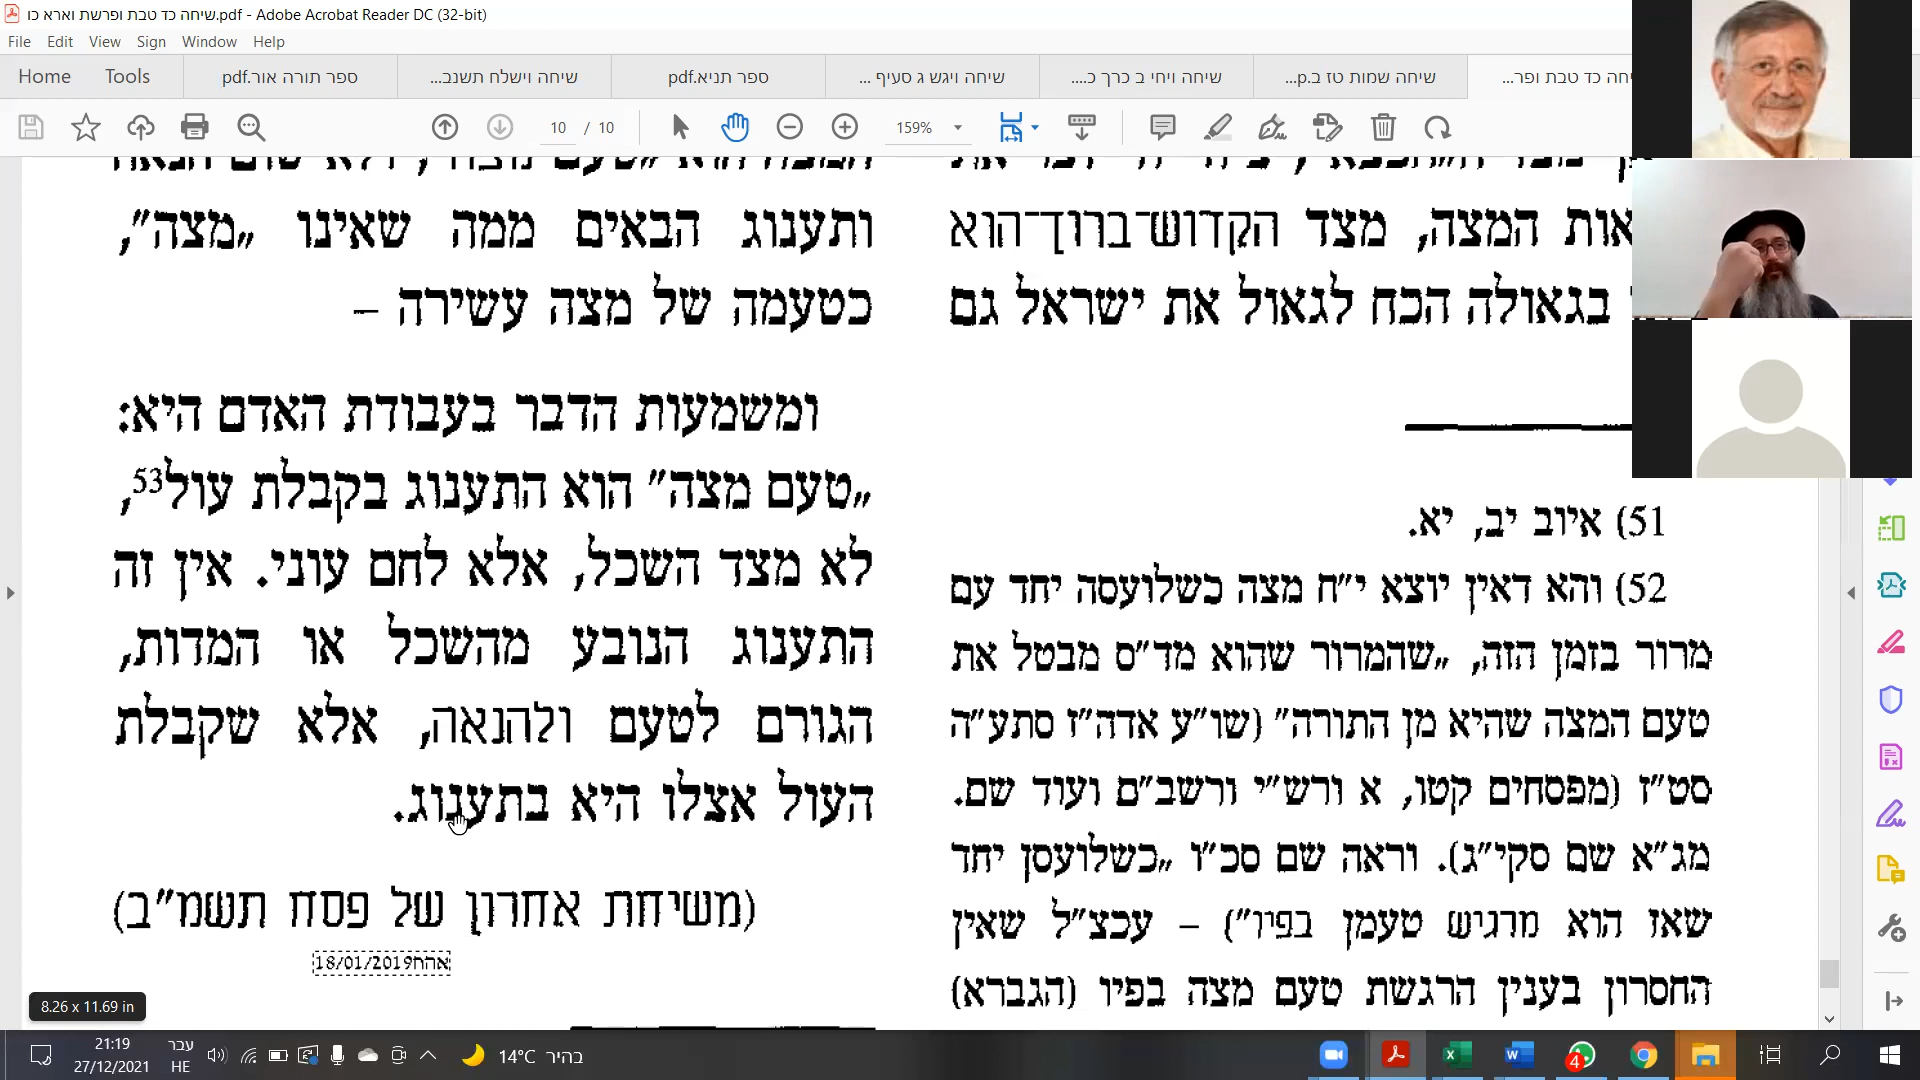 שיחה כד טבת ופרשת וארא כו.pdf - Adobe Acrobat Reader DC (32-bit)
File Edit View Sign Window Help
Home Tools
ספר תורה אור.pdf
שיחה וישלח תשנב...
ספר תניא.pdf
שיחה ויגש ג סעיף ...
שיחה ויחי ב כרך כ....
שיחה שמות טז ב.p...
יחה כד טבת ופר...
10 / 10
159%
אות המצה, מצד הקדוש-ברוך-הוא
בגאולה הכח לגאול את ישראל גם
51) איוב יב, יא.
52) והא דאין יוצא י״ח מצה כשלועסה יחד עם
מרור בזמן הזה, „שהמרור שהוא מד״ס מבטל את
טעם המצה שהיא מן התורה״ (שו״ע אדה״ז סתע״ה
סט״ז (מפסחים קטו, א ורש״י ורשב״ם ועוד שם.
מג״א שם סקי״ג). וראה שם סכ״ו „כשלועסן יחד
שאז הוא מרגיש טעמן בפיו״) – עכצ״ל שאין
החסרון בענין הרגשת טעם מצה בפיו (הגברא)
ותענוג הבאים ממה שאינו „מצה״,
כטעמה של מצה עשירה –
ומשמעות הדבר בעבודת האדם היא:
„טעם מצה״ הוא התענוג בקבלת עול53,
לא מצד השכל, אלא לחם עוני. אין זה
התענוג הנובע מהשכל או המדות,
הגורם לטעם ולהנאה, אלא שקבלת
העול אצלו היא בתענוג.
(משיחת אחרון של פסח תשמ״ב)
אהח18/01/2019
8.26 x 11.69 in
21:19
27/12/2021
עבר
HE
14°C בהיר
4